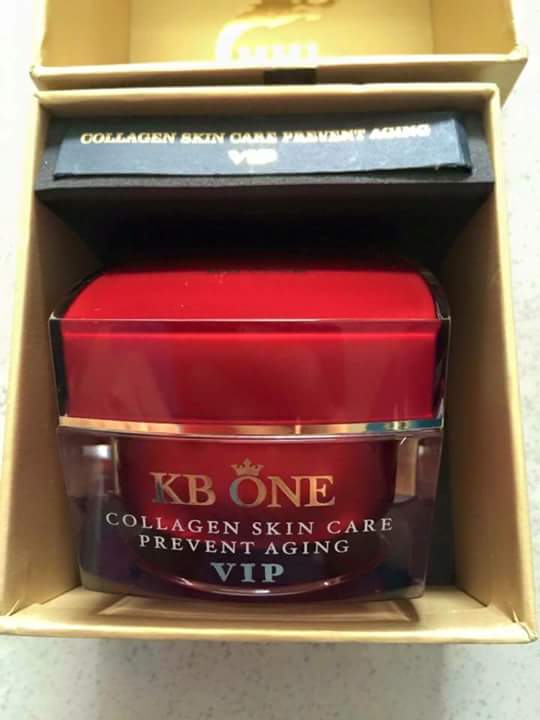 COLLAGEN SKIN CARE PREVENT AGING
VIP
KB ONE
COLLAGEN SKIN CARE
PREVENT AGING
VIP